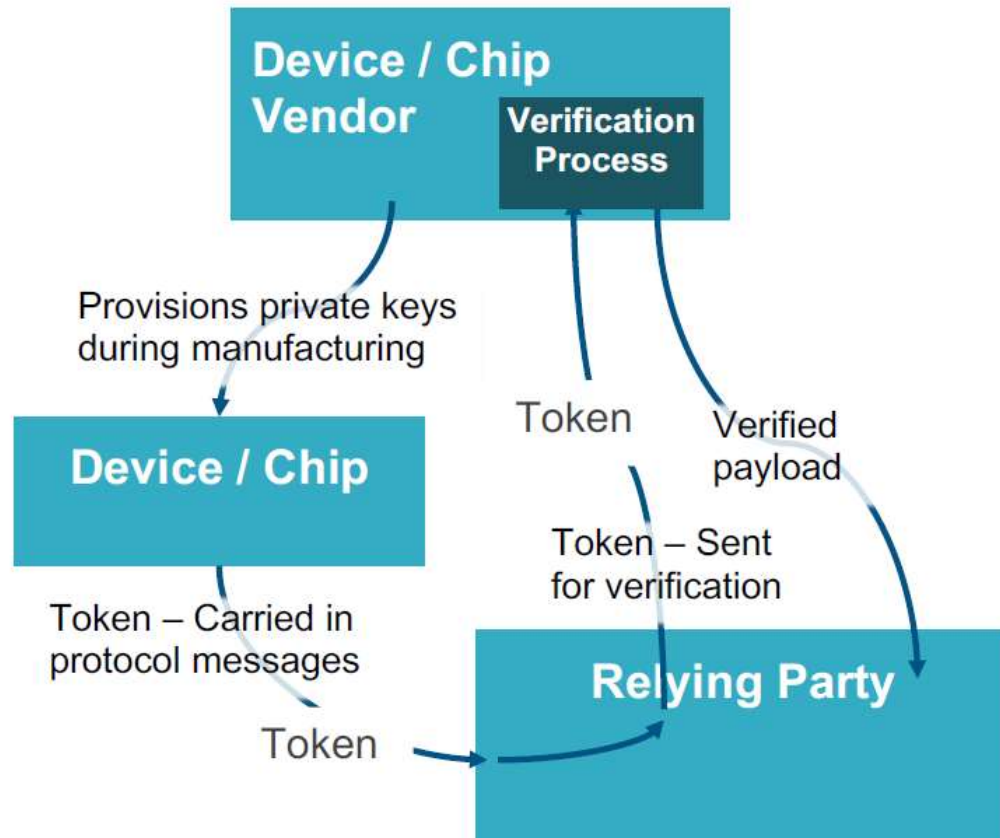 Device / Chip
Vendor
Verification
Process
Provisions private keys
during manufacturing
Token
Verified
payload
Device / Chip
Token – Sent
for verification
Token – Carried in
protocol messages
Relying Party
Token